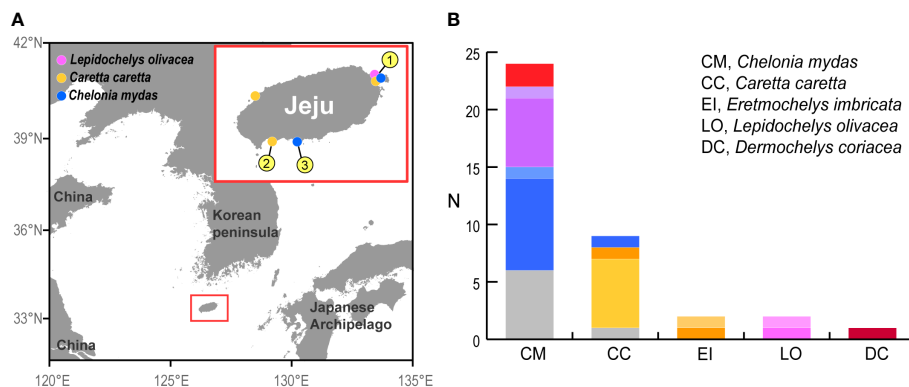 A
42°N
39°N
36°N
33°N
120°E
125°E
130°E
135°E
Lepidochelys olivacea
Caretta caretta
Chelonia mydas
Jeju
1
2
3
China
Korean
peninsula
Japanese
Archipelago
China
B
25
20
15
10
5
0
N
CM
CC
EI
LO
DC
CM, Chelonia mydas
CC, Caretta caretta
EI, Eretmochelys imbricata
LO, Lepidochelys olivacea
DC, Dermochelys coriacea